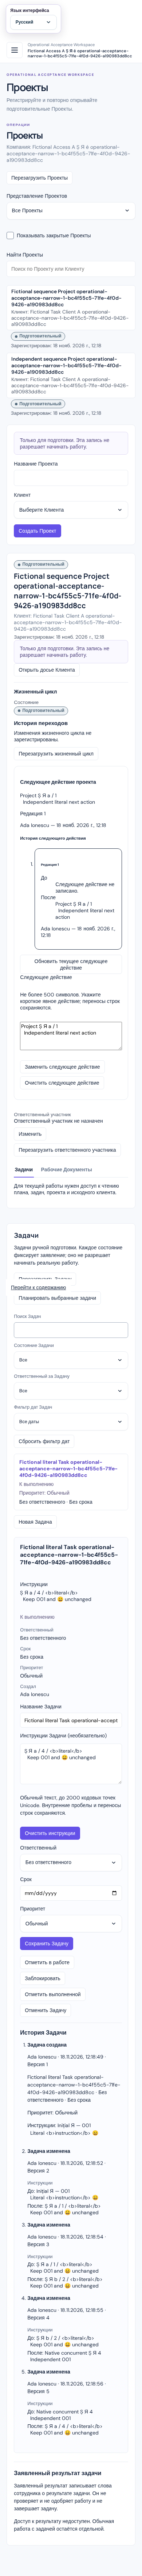 Язык интерфейса
Русский
Operational Acceptance Workspace
Fictional Access A Ș Я ё operational-
acceptance-narrow-1-bc4f55c5-71fe-4f0d-9426-a190983dd8cc
OPERATIONAL ACCEPTANCE WORKSPACE
Проекты
Регистрируйте и повторно открывайте
подготовительные Проекты.
ОПЕРАЦИИ
Проекты
Компания: Fictional Access A Ș Я ё operational-
acceptance-narrow-1-bc4f55c5-71fe-4f0d-9426-
a190983dd8cc
Перезагрузить Проекты
Представление Проектов
Все Проекты
Показывать закрытые Проекты
Найти Проекты
Поиск по Проекту или Клиенту
Fictional sequence Project operational-
acceptance-narrow-1-bc4f55c5-71fe-4f0d-
9426-a190983dd8cc
Клиент: Fictional Task Client A operational-
acceptance-narrow-1-bc4f55c5-71fe-4f0d-9426-
a190983dd8cc
Подготовительный
Зарегистрирован: 18 нояб. 2026 г., 12:18
Independent sequence Project operational-
acceptance-narrow-1-bc4f55c5-71fe-4f0d-
9426-a190983dd8cc
Клиент: Fictional Task Client A operational-
acceptance-narrow-1-bc4f55c5-71fe-4f0d-9426-
a190983dd8cc
Подготовительный
Зарегистрирован: 18 нояб. 2026 г., 12:18
Только для подготовки. Эта запись не
разрешает начинать работу.
Название Проекта
Клиент
Выберите Клиента
Создать Проект
Подготовительный
Fictional sequence Project
operational-acceptance-
narrow-1-bc4f55c5-71fe-4f0d-
9426-a190983dd8cc
Клиент: Fictional Task Client A operational-
acceptance-narrow-1-bc4f55c5-71fe-4f0d-9426-
a190983dd8cc
Зарегистрирован: 18 нояб. 2026 г., 12:18
Только для подготовки. Эта запись не
разрешает начинать работу.
Открыть досье Клиента
Жизненный цикл
Состояние
Подготовительный
История переходов
Изменения жизненного цикла не
зарегистрированы.
Перезагрузить жизненный цикл
Следующее действие проекта
Project Ș Я а / 1
Independent literal next action
Редакция 1
Ada Ionescu — 18 нояб. 2026 г., 12:18
История следующего действия
1.
Редакция 1
До
Следующее действие не
записано.
После
Project Ș Я а / 1
Independent literal next
action
Ada Ionescu — 18 нояб. 2026 г.,
12:18
Обновить текущее следующее
действие
Следующее действие
Не более 500 символов. Укажите
короткое явное действие; переносы строк
сохраняются.
Project Ș Я а / 1
Independent literal next action
Заменить следующее действие
Очистить следующее действие
Ответственный участник
Ответственный участник не назначен
Изменить
Перезагрузить ответственного участника
Задачи
Рабочие Документы
Для текущей работы нужен доступ к чтению
плана, задач, проекта и исходного клиента.
Задачи
Задачи ручной подготовки. Каждое состояние
фиксирует заявление; оно не разрешает
начинать реальную работу.
Перейти к содержанию
Планировать выбранные задачи
Поиск Задач
Состояние Задачи
Все
Ответственный за Задачу
Все
Фильтр дат Задач
Все даты
Сбросить фильтр дат
Fictional literal Task operational-
acceptance-narrow-1-bc4f55c5-71fe-
4f0d-9426-a190983dd8cc
К выполнению
Приоритет: Обычный
Без ответственного · Без срока
Новая Задача
Fictional literal Task operational-
acceptance-narrow-1-bc4f55c5-
71fe-4f0d-9426-a190983dd8cc
Инструкции
Ș Я а / 4 / <b>literal</b>
Keep 001 and 😀 unchanged
К выполнению
Ответственный
Без ответственного
Срок
Без срока
Приоритет
Обычный
Создал
Ada Ionescu
Название Задачи
Fictional literal Task operational-accept
Инструкции Задачи (необязательно)
Ș Я а / 4 / <b>literal</b>
Keep 001 and 😀 unchanged
Обычный текст, до 2000 кодовых точек
Unicode. Внутренние пробелы и переносы
строк сохраняются.
Очистить инструкции
Ответственный
Без ответственного
Срок
mm/dd/yyyy
Приоритет
Обычный
Сохранить Задачу
Отметить в работе
Заблокировать
Отметить выполненной
Отменить Задачу
История Задачи
1. Задача создана
Ada Ionescu · 18.11.2026, 12:18:49 ·
Версия 1
Fictional literal Task operational-
acceptance-narrow-1-bc4f55c5-71fe-
4f0d-9426-a190983dd8cc · Без
ответственного · Без срока
Приоритет: Обычный
Инструкции: Initial Я — 001
Literal <b>instruction</b> 😀
2. Задача изменена
Ada Ionescu · 18.11.2026, 12:18:52 ·
Версия 2
Инструкции
До: Initial Я — 001
Literal <b>instruction</b> 😀
После: Ș Я а / 1 / <b>literal</b>
Keep 001 and 😀 unchanged
3. Задача изменена
Ada Ionescu · 18.11.2026, 12:18:54 ·
Версия 3
Инструкции
До: Ș Я а / 1 / <b>literal</b>
Keep 001 and 😀 unchanged
После: Ș Я b / 2 / <b>literal</b>
Keep 001 and 😀 unchanged
4. Задача изменена
Ada Ionescu · 18.11.2026, 12:18:55 ·
Версия 4
Инструкции
До: Ș Я b / 2 / <b>literal</b>
Keep 001 and 😀 unchanged
После: Native concurrent Ș Я 4
Independent 001
5. Задача изменена
Ada Ionescu · 18.11.2026, 12:18:56 ·
Версия 5
Инструкции
До: Native concurrent Ș Я 4
Independent 001
После: Ș Я а / 4 / <b>literal</b>
Keep 001 and 😀 unchanged
Заявленный результат задачи
Заявленный результат записывает слова
сотрудника о результате задачи. Он не
проверяет и не одобряет работу и не
завершает задачу.
Доступ к результату недоступен. Обычная
работа с задачей остаётся отдельной.